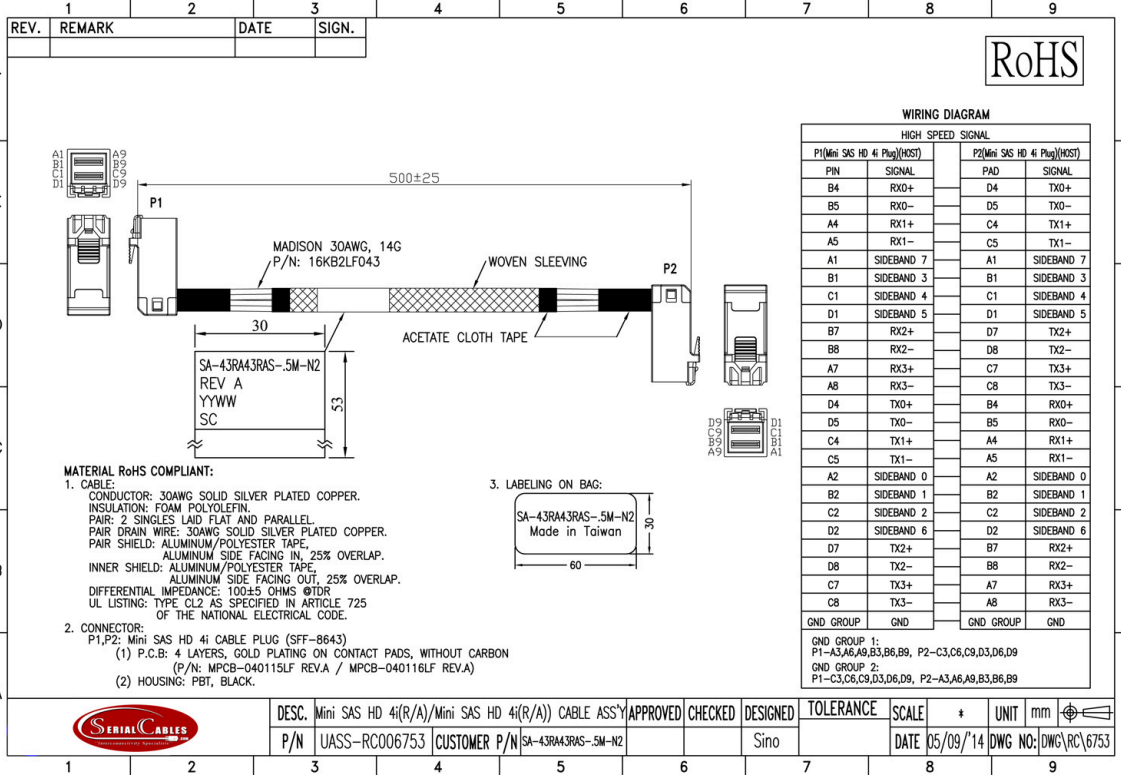 1 2 3 4 5 6 7 8 9
REV. REMARK DATE SIGN.
RoHS
WIRING DIAGRAM
HIGH SPEED SIGNAL
P1(Mini SAS HD 4i Plug)(HOST) P2(Mini SAS HD 4i Plug)(HOST)
PIN SIGNAL PAD SIGNAL
B4 RX0+ D4 TX0+
B5 RX0- D5 TX0-
A4 RX1+ C4 TX1+
A5 RX1- C5 TX1-
A1 SIDEBAND 7 A1 SIDEBAND 7
B1 SIDEBAND 3 B1 SIDEBAND 3
C1 SIDEBAND 4 C1 SIDEBAND 4
D1 SIDEBAND 5 D1 SIDEBAND 5
B7 RX2+ D7 TX2+
B8 RX2- D8 TX2-
A7 RX3+ C7 TX3+
A8 RX3- C8 TX3-
D4 TX0+ B4 RX0+
D5 TX0- B5 RX0-
C4 TX1+ A4 RX1+
C5 TX1- A5 RX1-
A2 SIDEBAND 0 A2 SIDEBAND 0
B2 SIDEBAND 1 B2 SIDEBAND 1
C2 SIDEBAND 2 C2 SIDEBAND 2
D2 SIDEBAND 6 D2 SIDEBAND 6
D7 TX2+ B7 RX2+
D8 TX2- B8 RX2-
C7 TX3+ A7 RX3+
C8 TX3- A8 RX3-
GND GROUP GND GND GROUP GND
GND GROUP 1:
P1-A3,A6,A9,B3,B6,B9, P2-C3,C6,C9,D3,D6,D9
GND GROUP 2:
P1-C3,C6,C9,D3,D6,D9, P2-A3,A6,A9,B3,B6,B9
A1 A9
B1 B9
C1 C9
D1 D9
P1
500±25
MADISON 30AWG, 14G
P/N: 16KB2LF043
WOVEN SLEEVING
P2
ACETATE CLOTH TAPE
30
SA-43RA43RAS-.5M-N2
REV A
YYWW
SC
53
D9 D1
C9 C1
B9 B1
A9 A1
MATERIAL RoHS COMPLIANT:
1. CABLE:
CONDUCTOR: 30AWG SOLID SILVER PLATED COPPER.
INSULATION: FOAM POLYOLEFIN.
PAIR: 2 SINGLES LAID FLAT AND PARALLEL.
PAIR DRAIN WIRE: 30AWG SOLID SILVER PLATED COPPER.
PAIR SHIELD: ALUMINUM/POLYESTER TAPE,
ALUMINUM SIDE FACING IN, 25% OVERLAP.
INNER SHIELD: ALUMINUM/POLYESTER TAPE,
ALUMINUM SIDE FACING OUT, 25% OVERLAP.
DIFFERENTIAL IMPEDANCE: 100±5 OHMS @TDR
UL LISTING: TYPE CL2 AS SPECIFIED IN ARTICLE 725
OF THE NATIONAL ELECTRICAL CODE.
2. CONNECTOR:
P1,P2: Mini SAS HD 4i CABLE PLUG (SFF-8643)
(1) P.C.B: 4 LAYERS, GOLD PLATING ON CONTACT PADS, WITHOUT CARBON
(P/N: MPCB-040115LF REV.A / MPCB-040116LF REV.A)
(2) HOUSING: PBT, BLACK.
3. LABELING ON BAG:
SA-43RA43RAS-.5M-N2
Made in Taiwan
30
60
SERIAL CABLES .com
Interconnectivity Specialists
DESC. Mini SAS HD 4i(R/A)/Mini SAS HD 4i(R/A)) CABLE ASS'Y APPROVED CHECKED DESIGNED TOLERANCE SCALE * UNIT mm
P/N UASS-RC006753 CUSTOMER P/N SA-43RA43RAS-.5M-N2 Sino DATE 05/09/'14 DWG NO: DWG\RC\6753
1 2 3 4 5 6 7 8 9